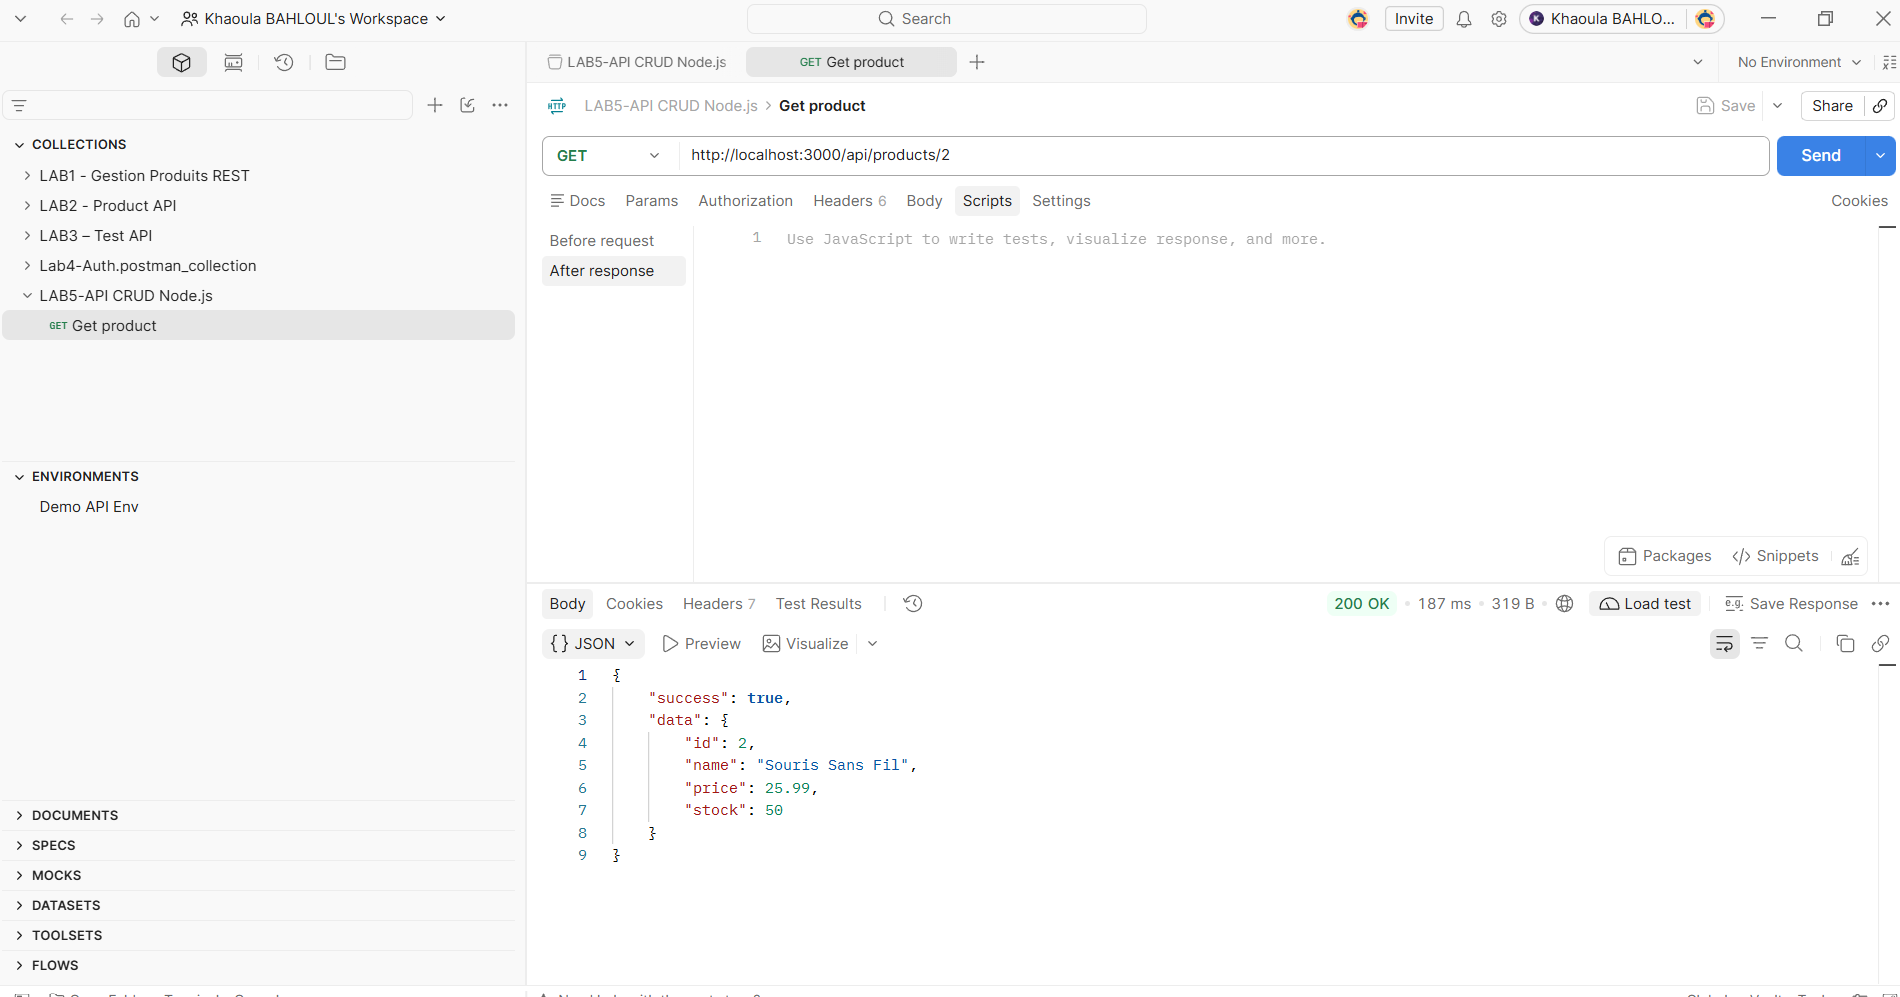 Khaoula BAHLOUL's Workspace
Search
Invite
K
Khaoula BAHLO...
LAB5-API CRUD Node.js
GET Get product
No Environment
HTTP LAB5-API CRUD Node.js > Get product
Save
Share
COLLECTIONS
LAB1 - Gestion Produits REST
LAB2 - Product API
LAB3 – Test API
Lab4-Auth.postman_collection
LAB5-API CRUD Node.js
GET Get product
ENVIRONMENTS
Demo API Env
DOCUMENTS
SPECS
MOCKS
DATASETS
TOOLSETS
FLOWS
GET
http://localhost:3000/api/products/2
Send
Docs Params Authorization Headers 6 Body Scripts Settings
Cookies
Before request
After response
1 Use JavaScript to write tests, visualize response, and more.
Packages
Snippets
Body Cookies Headers 7 Test Results
200 OK • 187 ms • 319 B
Load test
e.g. Save Response
{} JSON
Preview
Visualize
1 {
2 "success": true,
3 "data": {
4 "id": 2,
5 "name": "Souris Sans Fil",
6 "price": 25.99,
7 "stock": 50
8 }
9 }